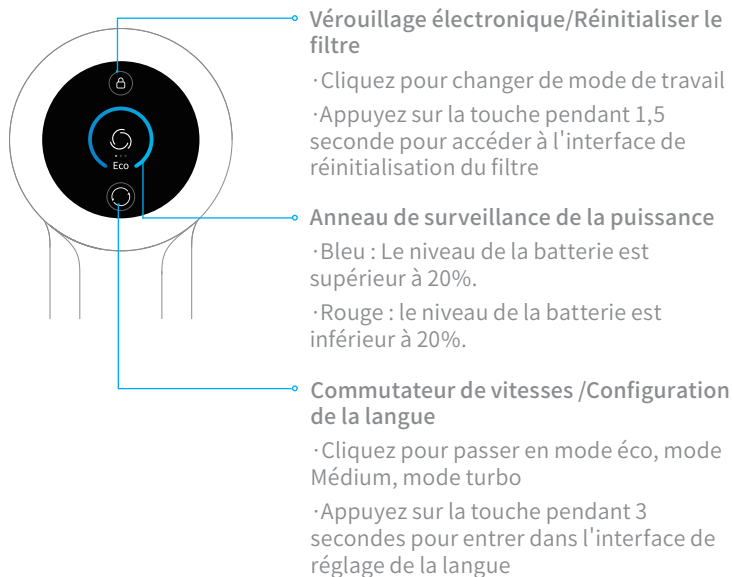 Vérouillage électronique/Réinitialiser le
filtre
·Cliquez pour changer de mode de travail
·Appuyez sur la touche pendant 1,5
seconde pour accéder à l'interface de
réinitialisation du filtre
Eco
Anneau de surveillance de la puissance
·Bleu : Le niveau de la batterie est
supérieur à 20%.
·Rouge : le niveau de la batterie est
inférieur à 20%.
Commutateur de vitesses /Configuration
de la langue
·Cliquez pour passer en mode éco, mode
Médium, mode turbo
·Appuyez sur la touche pendant 3
secondes pour entrer dans l'interface de
réglage de la langue